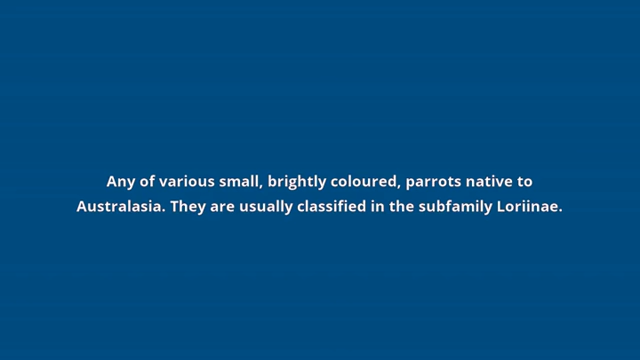 Any of various small, brightly coloured, parrots native to
Australasia. They are usually classified in the subfamily Loriinae.